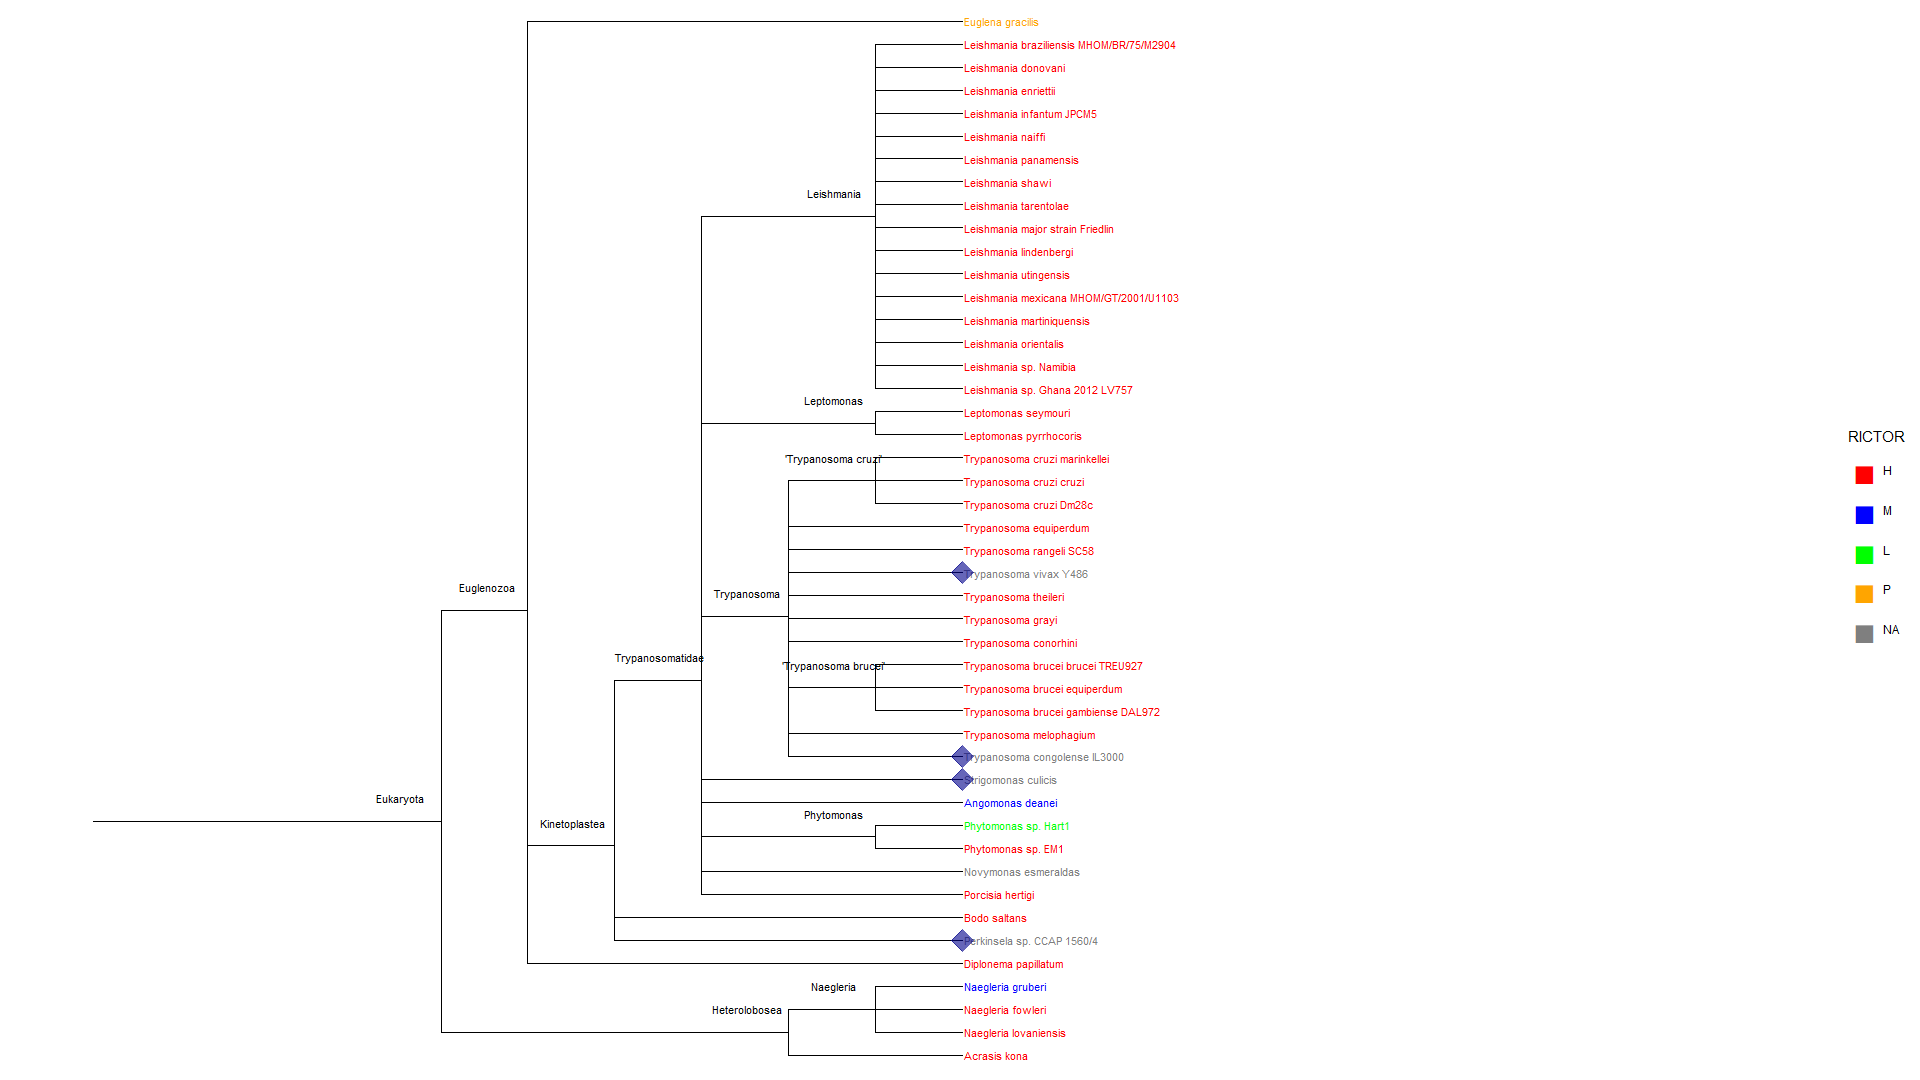 Euglena gracilis
Leishmania braziliensis MHOM/BR/75/M2904
Leishmania donovani
Leishmania enriettii
Leishmania infantum JPCM5
Leishmania naiffi
Leishmania panamensis
Leishmania shawi
Leishmania
Leishmania tarentolae
Leishmania major strain Friedlin
Leishmania lindenbergi
Leishmania utingensis
Leishmania mexicana MHOM/GT/2001/U1103
Leishmania martiniquensis
Leishmania orientalis
Leishmania sp. Namibia
Leishmania sp. Ghana 2012 LV757
Leptomonas
Leptomonas seymouri
Leptomonas pyrrhocoris
'Trypanosoma cruzi'
Trypanosoma cruzi marinkellei
Trypanosoma cruzi cruzi
Trypanosoma cruzi Dm28c
Trypanosoma equiperdum
Trypanosoma rangeli SC58
Trypanosoma vivax Y486
Euglenozoa
Trypanosoma
Trypanosoma theileri
Trypanosoma grayi
Trypanosoma conorhini
Trypanosomatidae
'Trypanosoma brucei'
Trypanosoma brucei brucei TREU927
Trypanosoma brucei equiperdum
Trypanosoma brucei gambiense DAL972
Trypanosoma melophagium
Trypanosoma congolense IL3000
Strigomonas culicis
Eukaryota
Angomonas deanei
Phytomonas
Kinetoplastea
Phytomonas sp. Hart1
Phytomonas sp. EM1
Novymonas esmeraldas
Porcisia hertigi
Bodo saltans
Perkinsela sp. CCAP 1560/4
Diplonema papillatum
Naegleria
Naegleria gruberi
Heterolobosea
Naegleria fowleri
Naegleria lovaniensis
Acrasis kona
RICTOR
H
M
L
P
NA